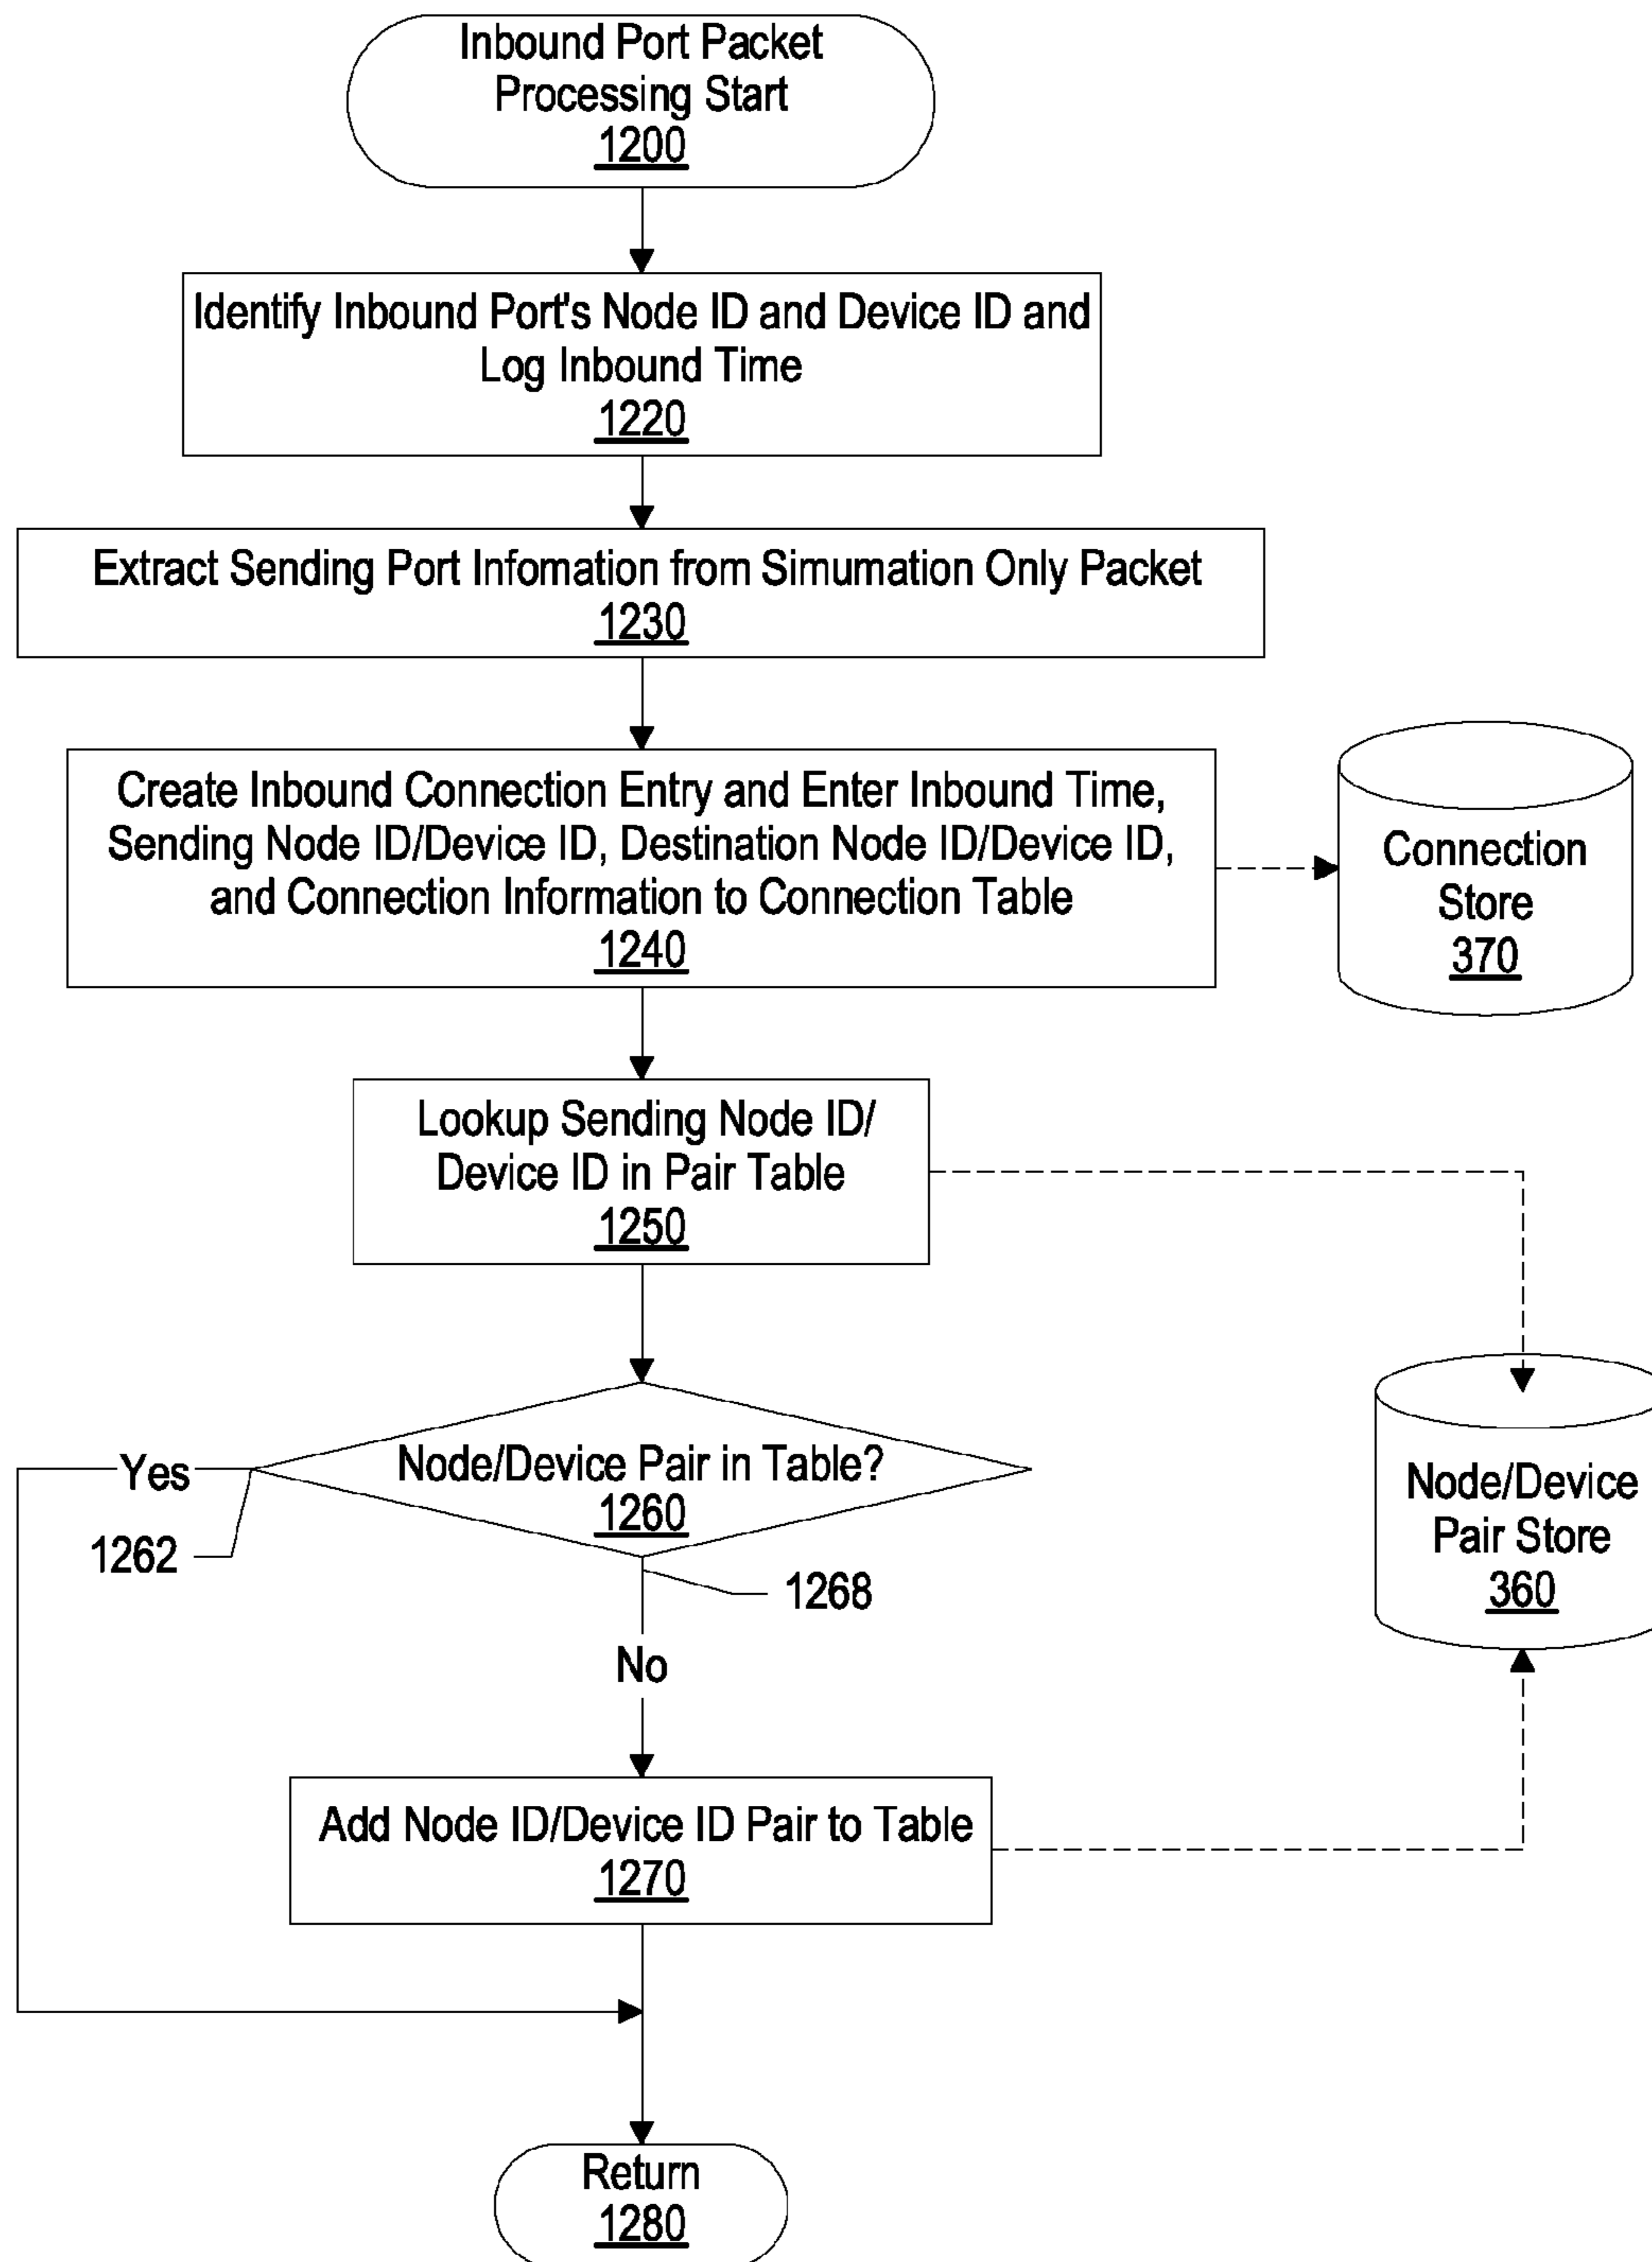 Inbound Port Packet
Processing Start
1200
Identify Inbound Port's Node ID and Device ID and
Log Inbound Time
1220
Extract Sending Port Infomation from Simumation Only Packet
1230
Create Inbound Connection Entry and Enter Inbound Time,
Sending Node ID/Device ID, Destination Node ID/Device ID,
and Connection Information to Connection Table
1240
Connection
Store
370
Lookup Sending Node ID/
Device ID in Pair Table
1250
Node/Device Pair in Table?
1260
Yes
1262
1268
No
Node/Device
Pair Store
360
Add Node ID/Device ID Pair to Table
1270
Return
1280